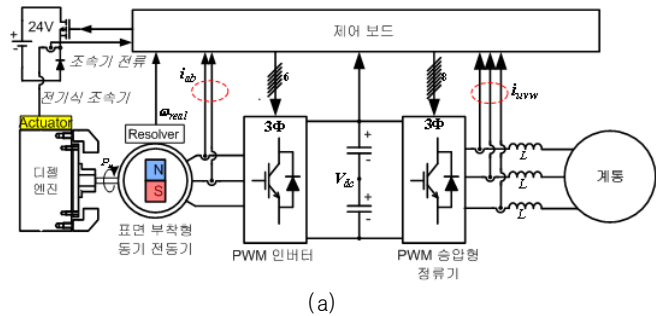 24V
제어 보드
조속기 전류
전기식 조속기
Actuator
디젤
엔진
Resolver
ω_real
i_ab
6
8
i_uvw
N
S
표면 부착형
동기 전동기
3Φ
PWM 인버터
V_dc
3Φ
PWM 승압형
정류기
L
L
L
계통
(a)